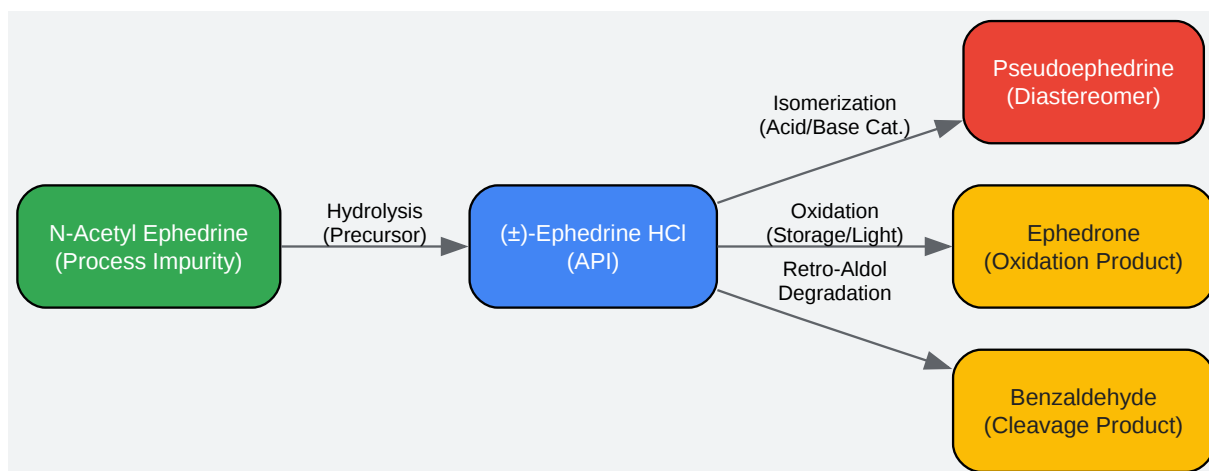 N-Acetyl Ephedrine
(Process Impurity)
Hydrolysis
(Precursor)
(±)-Ephedrine HCl
(API)
Isomerization
(Acid/Base Cat.)
Pseudoephedrine
(Diastereomer)
Oxidation
(Storage/Light)
Ephedrone
(Oxidation Product)
Retro-Aldol
Degradation
Benzaldehyde
(Cleavage Product)